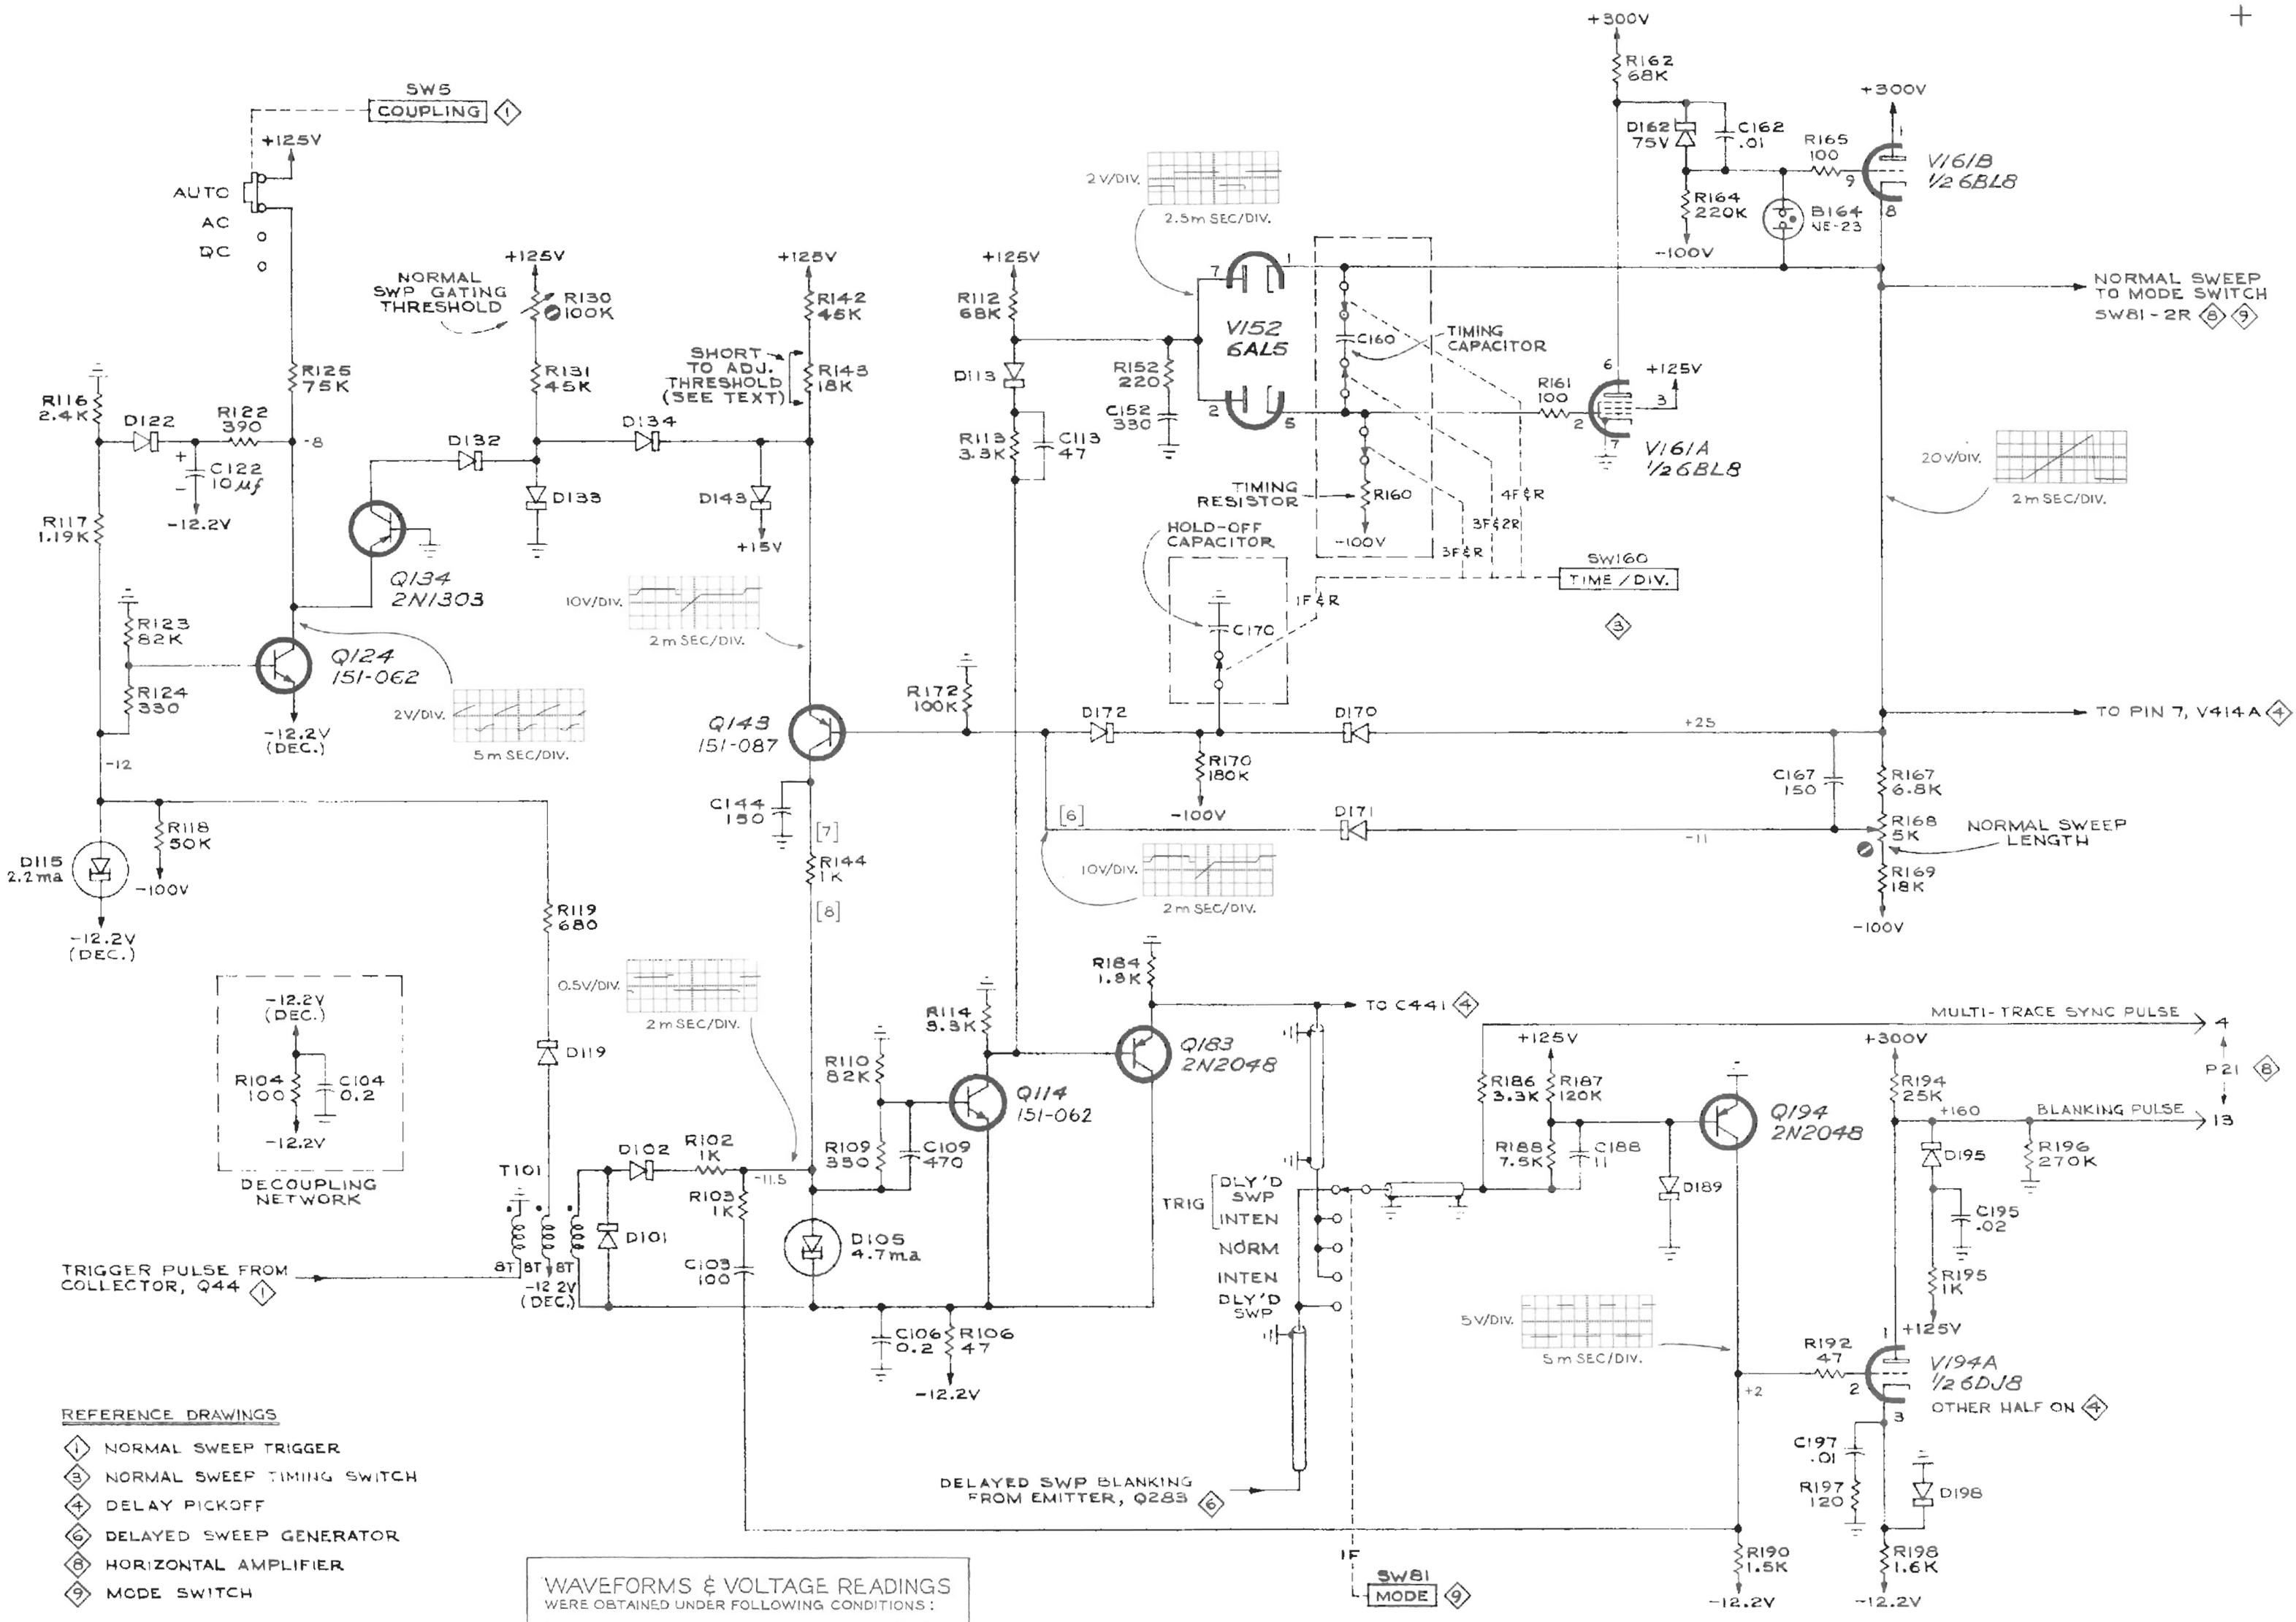 +300V
R162
68K
SW5
COUPLING 1
+125V
AUTO
AC
DC
D162
75V
C162
.01
R165
100
+300V
1
9
8
V161B
1/2 6BL8
R164
220K
-100V
B164
NE-23
2V/DIV.
2.5m SEC/DIV.
NORMAL
SWP GATING
THRESHOLD
+125V
R130
100K
+125V
R142
45K
+125V
R112
68K
7
1
V152
6AL5
2
5
C160
TIMING
CAPACITOR
NORMAL SWEEP
TO MODE SWITCH
SW81-2R 8 9
R116
2.4K
D122
R122
390
R125
75K
-8
C122
10µf
+
-
-12.2V
R131
45K
SHORT
TO ADJ.
THRESHOLD
(SEE TEXT)
R143
18K
D113
R152
220
C152
330
R113
3.3K
C113
47
R161
100
6
+125V
3
2
7
V161A
1/2 6BL8
D132
D134
D133
D143
+15V
TIMING
RESISTOR
R160
-100V
4F&R
3F&2R
3F&R
1F&R
SW160
TIME/DIV.
3
20V/DIV.
2m SEC/DIV.
R117
1.19K
Q134
2N1303
HOLD-OFF
CAPACITOR
C170
10V/DIV.
2m SEC/DIV.
R123
82K
R124
330
Q124
151-062
-12.2V
(DEC.)
2V/DIV.
5m SEC/DIV.
-12
R172
100K
Q143
151-087
D172
R170
180K
-100V
D170
+25
TO PIN 7, V414A 4
C144
150
[7]
R144
1K
[8]
[6]
D171
-11
C167
150
R167
6.8K
R168
5K
NORMAL SWEEP
LENGTH
R169
18K
-100V
10V/DIV.
2m SEC/DIV.
R118
50K
-100V
D115
2.2ma
-12.2V
(DEC.)
R119
680
D119
0.5V/DIV.
2m SEC/DIV.
-12.2V
(DEC.)
R104
100
C104
0.2
-12.2V
DECOUPLING
NETWORK
R184
1.8K
TO C441 4
R114
3.3K
Q183
2N2048
R110
82K
Q114
151-062
R109
330
C109
470
D102
R102
1K
-11.5
R103
1K
T101
D101
D105
4.7ma
C103
100
8T 8T 8T
-12.2V
(DEC.)
TRIGGER PULSE FROM
COLLECTOR, Q44 1
C106
0.2
R106
47
-12.2V
MULTI-TRACE SYNC PULSE
4
P21 8
13
BLANKING PULSE
+125V
R186
3.3K
R187
120K
Q194
2N2048
+300V
R194
25K
+160
R188
7.5K
C188
11
D189
D195
R196
270K
C195
.02
R195
1K
+125V
TRIG
DLY'D
SWP
INTEN
NORM
INTEN
DLY'D
SWP
5V/DIV.
5m SEC/DIV.
R192
47
1
2
3
+2
V194A
1/2 6DJ8
OTHER HALF ON 4
C197
.01
R197
120
D198
R190
1.5K
-12.2V
R198
1.6K
-12.2V
DELAYED SWP BLANKING
FROM EMITTER, Q283 6
1F
SW81
MODE 9
REFERENCE DRAWINGS
1 NORMAL SWEEP TRIGGER
3 NORMAL SWEEP TIMING SWITCH
4 DELAY PICKOFF
6 DELAYED SWEEP GENERATOR
8 HORIZONTAL AMPLIFIER
9 MODE SWITCH
WAVEFORMS & VOLTAGE READINGS
WERE OBTAINED UNDER FOLLOWING CONDITIONS: